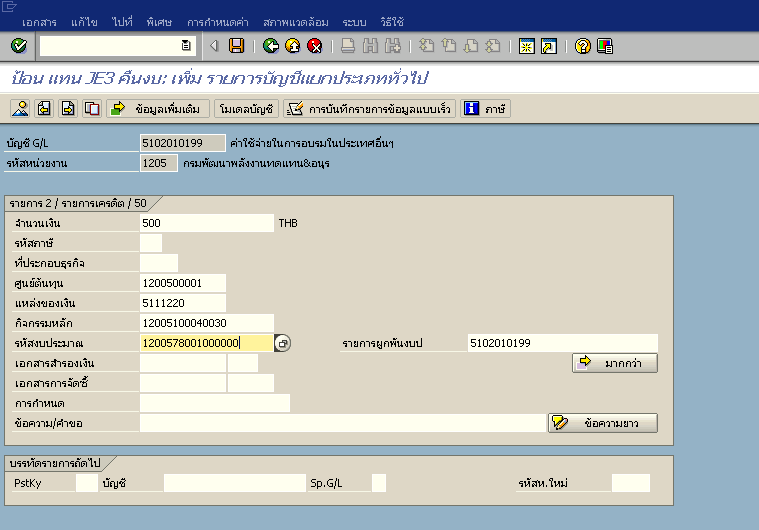 เอกสาร แก้ไข ไปที่ พิเศษ การกำหนดค่า สภาพแวดล้อม ระบบ วิธีใช้
ป้อน แทน JE3 คืนงบ: เพิ่ม รายการบัญชีแยกประเภททั่วไป
ข้อมูลเพิ่มเติม โมเดลบัญชี การบันทึกรายการข้อมูลแบบเร็ว ภาษี
บัญชี G/L 5102010199 ค่าใช้จ่ายในการอบรมในประเทศอื่นๆ
รหัสหน่วยงาน 1205 กรมพัฒนาพลังงานทดแทน&อนุร
รายการ 2 / รายการเครดิต / 50
จำนวนเงิน 500 THB
รหัสภาษี
ที่ประกอบธุรกิจ
ศูนย์ต้นทุน 1200500001
แหล่งของเงิน 5111220
กิจกรรมหลัก 12005100040030
รหัสงบประมาณ 1200578001000000 รายการผูกพันงบป 5102010199
เอกสารสำรองเงิน มากกว่า
เอกสารการจัดซื้
การกำหนด
ข้อความ/คำขอ ข้อความยาว
บรรทัดรายการถัดไป
PstKy บัญชี Sp.G/L รหัสห.ใหม่